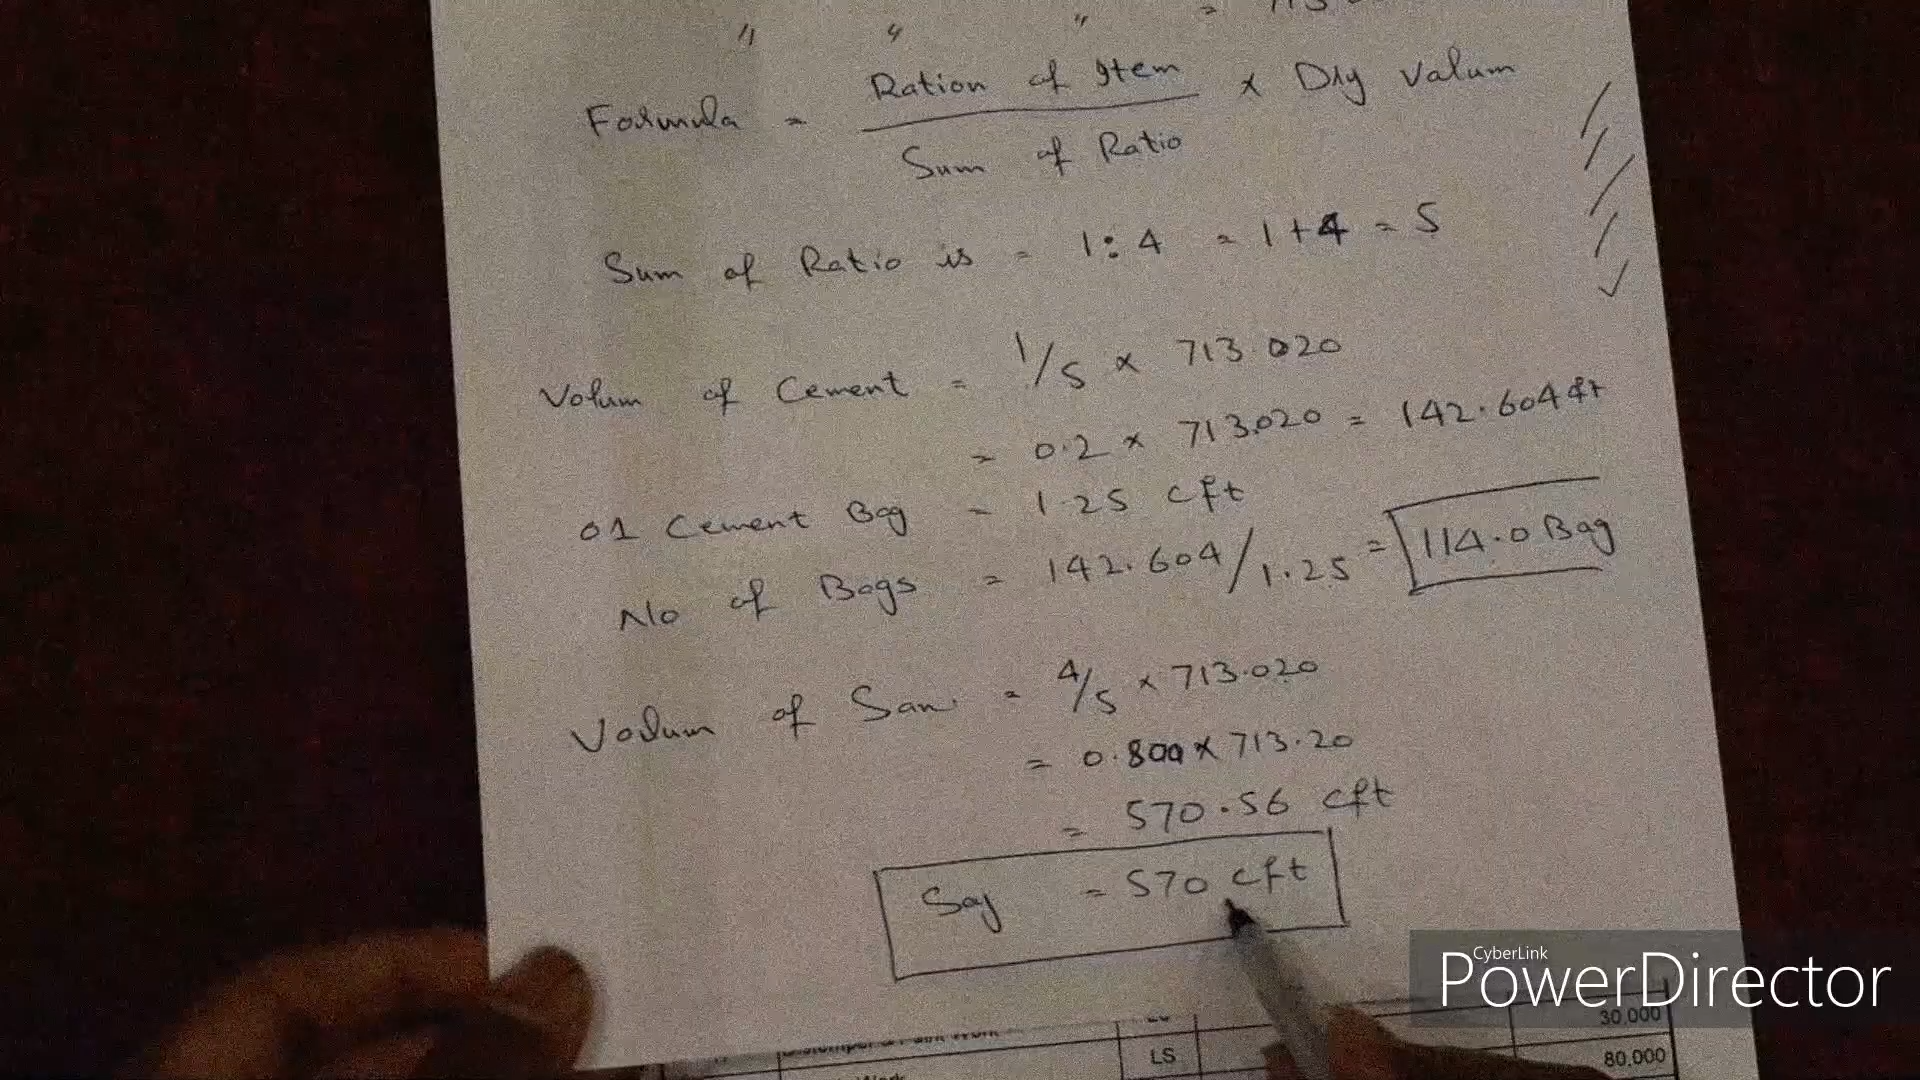 " " " =
Ration of Item
Formula = × Dry Valum
Sum of Ratio
Sum of Ratio is = 1:4 = 1+4 = 5
Volum of Cement = 1/5 × 713.020
= 0.2 × 713.020 = 142.604 ft
01 Cement Bag = 1.25 cft
No of Bags = 142.604/1.25 = 114.0 Bag
Volum of San = 4/5 × 713.020
= 0.800 × 713.20
= 570.56 cft
Say = 570 cft
CyberLink
PowerDirector
30,000
LS 80,000